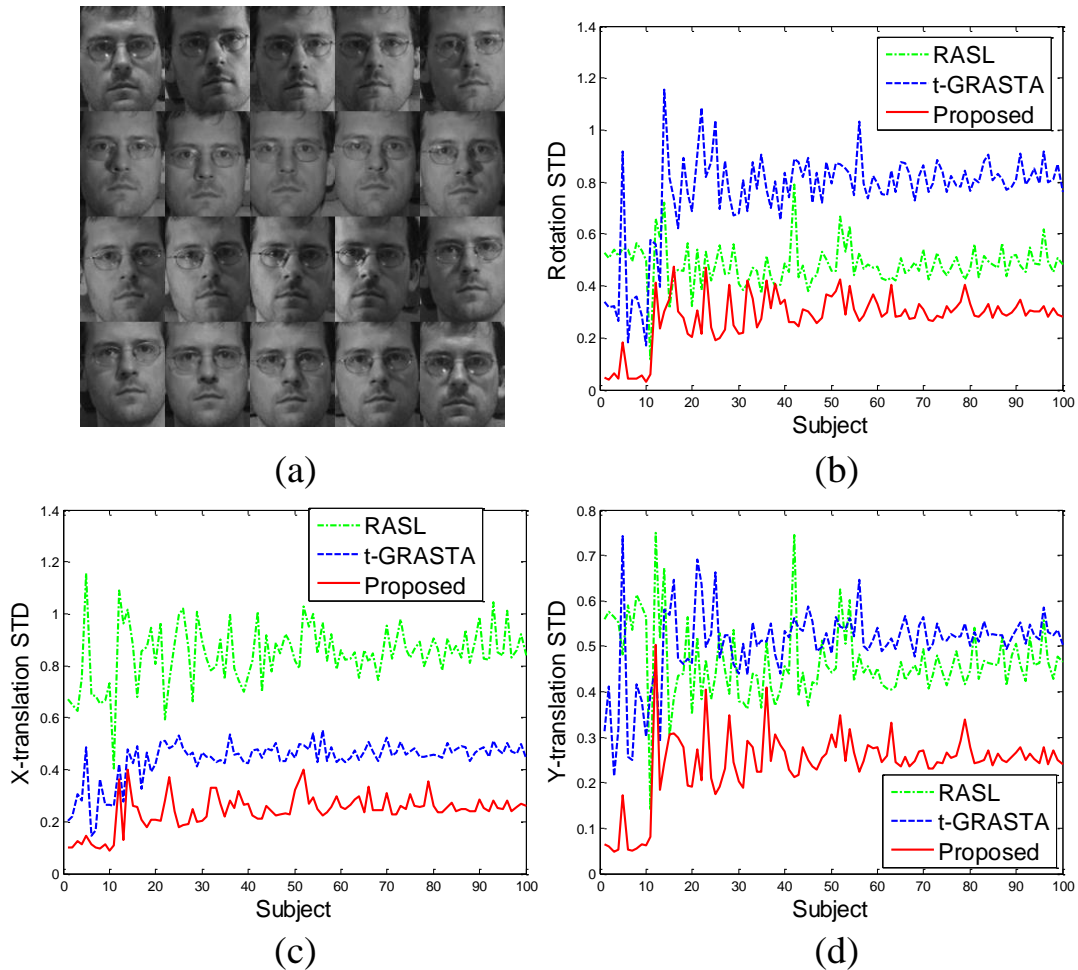 (a)
1.4
1.2
1
0.8
0.6
0.4
0.2
0
0 10 20 30 40 50 60 70 80 90 100
Rotation STD
Subject
RASL
t-GRASTA
Proposed
(b)
1.4
1.2
1
0.8
0.6
0.4
0.2
0
0 10 20 30 40 50 60 70 80 90 100
X-translation STD
Subject
RASL
t-GRASTA
Proposed
(c)
0.8
0.7
0.6
0.5
0.4
0.3
0.2
0.1
0
0 10 20 30 40 50 60 70 80 90 100
Y-translation STD
Subject
RASL
t-GRASTA
Proposed
(d)